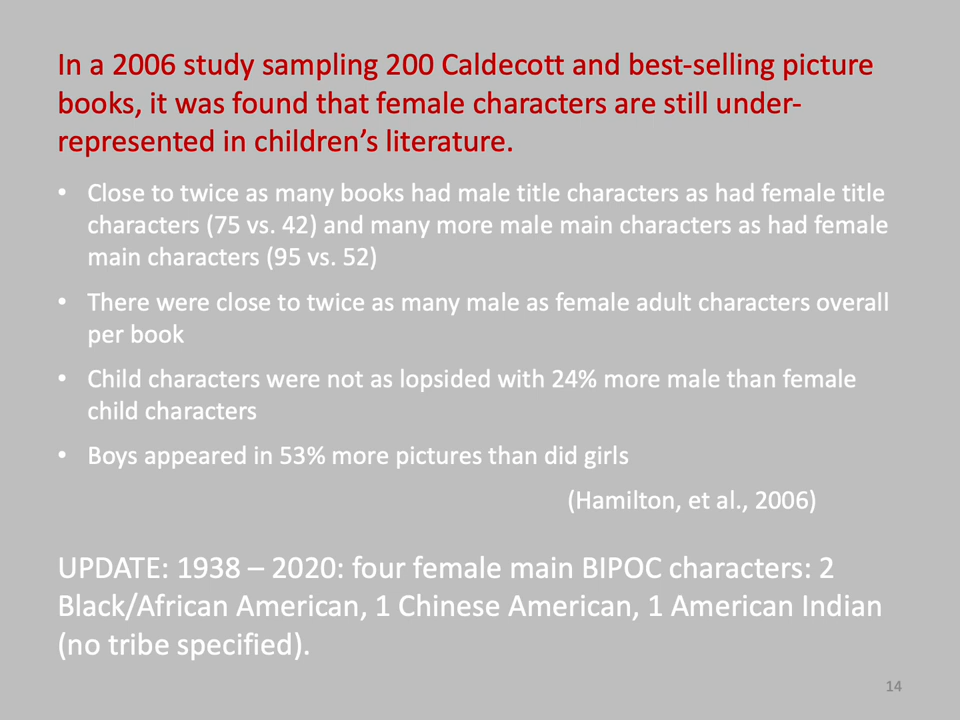 In a 2006 study sampling 200 Caldecott and best-selling picture
books, it was found that female characters are still under-
represented in children’s literature.
• Close to twice as many books had male title characters as had female title
characters (75 vs. 42) and many more male main characters as had female
main characters (95 vs. 52)
• There were close to twice as many male as female adult characters overall
per book
• Child characters were not as lopsided with 24% more male than female
child characters
• Boys appeared in 53% more pictures than did girls
(Hamilton, et al., 2006)
UPDATE: 1938 – 2020: four female main BIPOC characters: 2
Black/African American, 1 Chinese American, 1 American Indian
(no tribe specified).
14